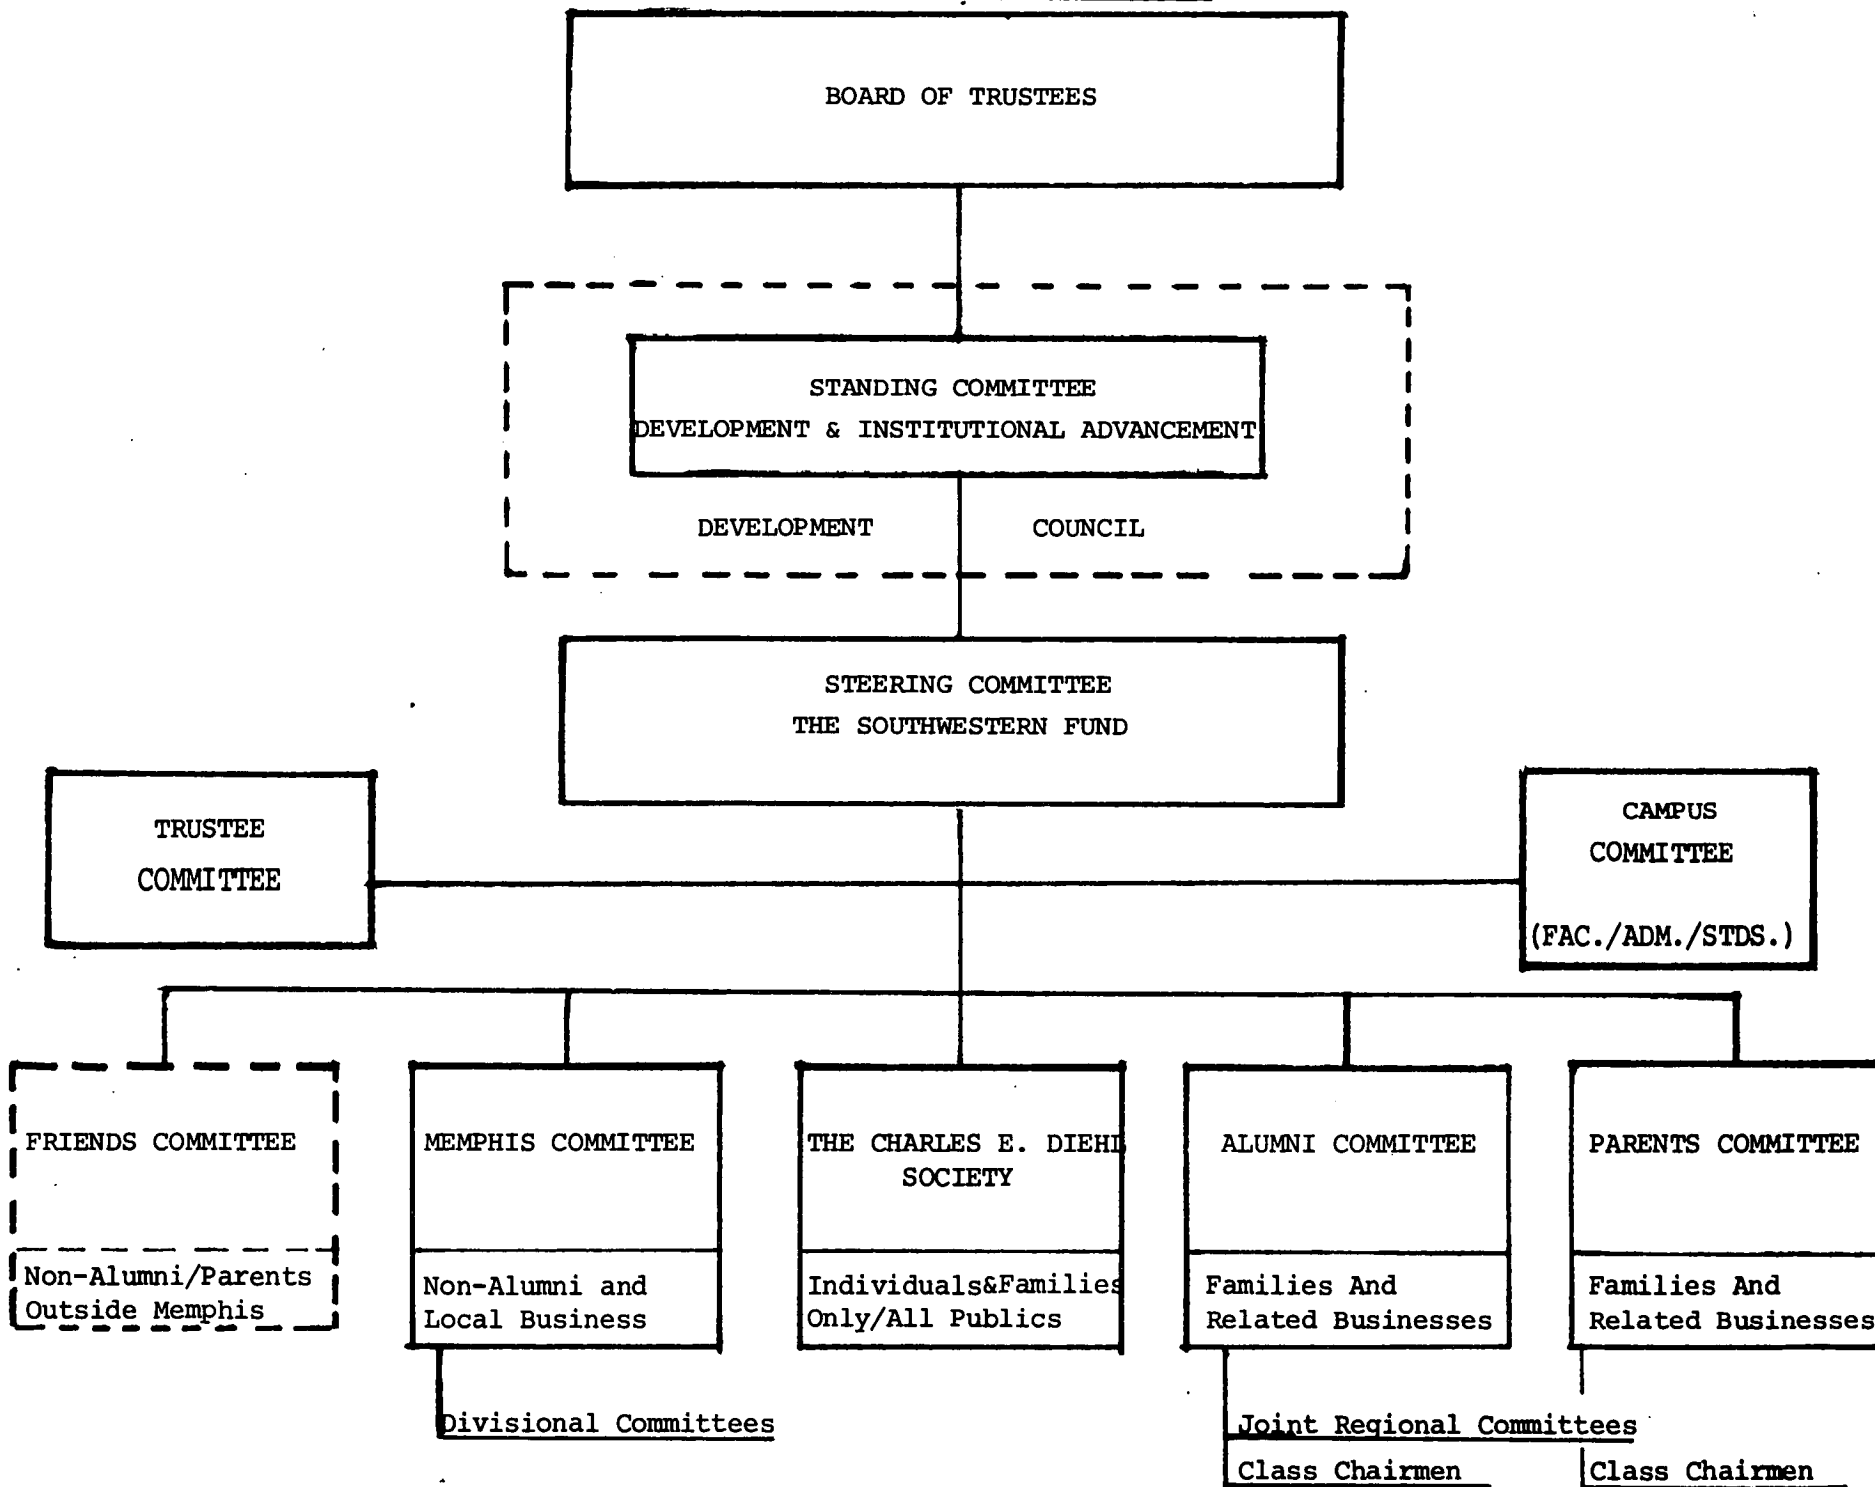 BOARD OF TRUSTEES
STANDING COMMITTEE
DEVELOPMENT & INSTITUTIONAL ADVANCEMENT
DEVELOPMENT COUNCIL
STEERING COMMITTEE
THE SOUTHWESTERN FUND
TRUSTEE
COMMITTEE
CAMPUS
COMMITTEE
(FAC./ADM./STDS.)
FRIENDS COMMITTEE
Non-Alumni/Parents
Outside Memphis
MEMPHIS COMMITTEE
Non-Alumni and
Local Business
Divisional Committees
THE CHARLES E. DIEHL
SOCIETY
Individuals&Families
Only/All Publics
ALUMNI COMMITTEE
Families And
Related Businesses
Joint Regional Committees
Class Chairmen
PARENTS COMMITTEE
Families And
Related Businesses
Class Chairmen